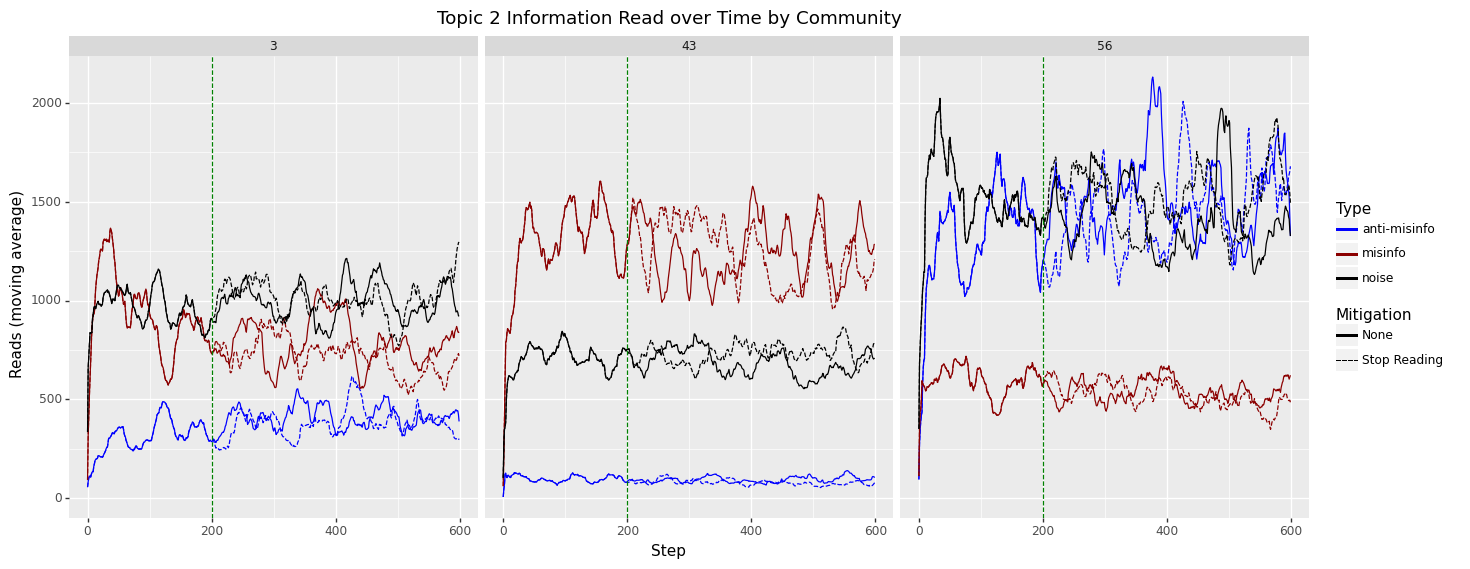 Topic 2 Information Read over Time by Community
3
43
56
Reads (moving average)
2000
1500
1000
500
0
0
200
400
600
0
200
400
600
0
200
400
600
Step
Type
anti-misinfo
misinfo
noise
Mitigation
None
Stop Reading